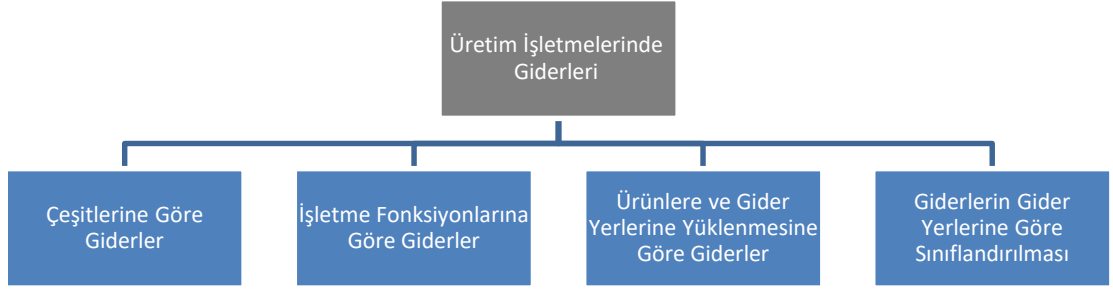 Üretim İşletmelerinde
Giderleri
Çeşitlerine Göre
Giderler
İşletme Fonksiyonlarına
Göre Giderler
Ürünlere ve Gider
Yerlerine Yüklenmesine
Göre Giderler
Giderlerin Gider
Yerlerine Göre
Sınıflandırılması